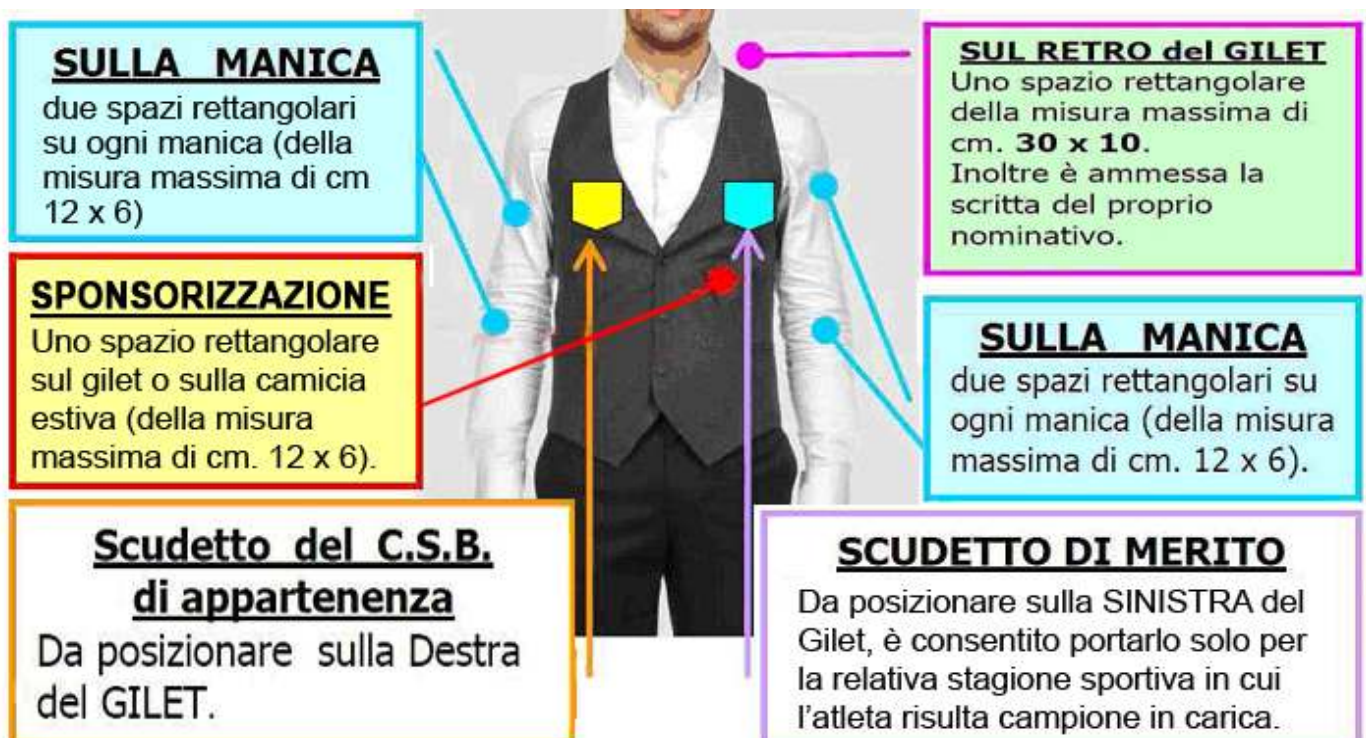 SULLA MANICA
due spazi rettangolari
su ogni manica (della
misura massima di cm
12 x 6)
SPONSORIZZAZIONE
Uno spazio rettangolare
sul gilet o sulla camicia
estiva (della misura
massima di cm. 12 x 6).
Scudetto del C.S.B.
di appartenenza
Da posizionare sulla Destra
del GILET.
SUL RETRO del GILET
Uno spazio rettangolare
della misura massima di
cm. 30 x 10.
Inoltre è ammessa la
scritta del proprio
nominativo.
SULLA MANICA
due spazi rettangolari su
ogni manica (della misura
massima di cm. 12 x 6).
SCUDETTO DI MERITO
Da posizionare sulla SINISTRA del
Gilet, è consentito portarlo solo per
la relativa stagione sportiva in cui
l'atleta risulta campione in carica.